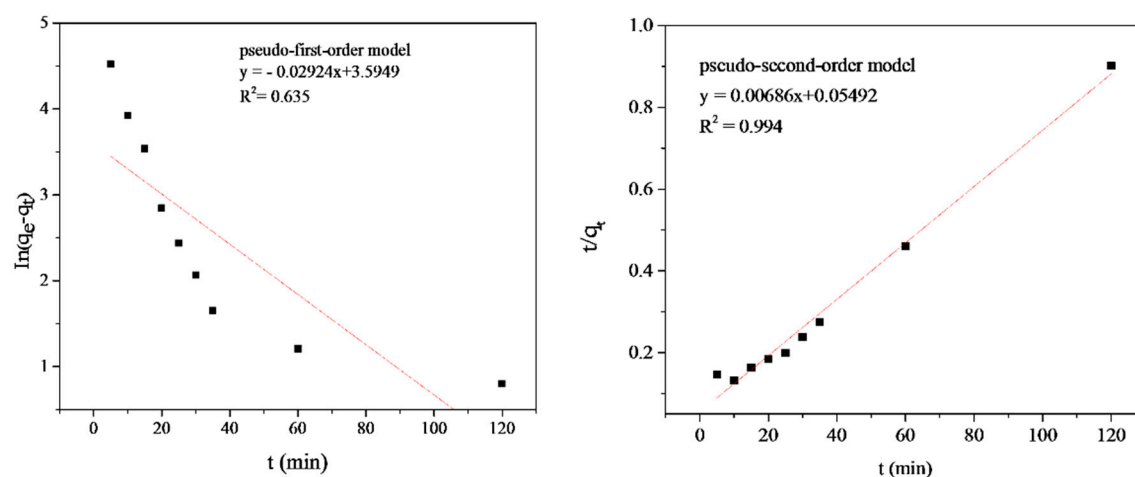 pseudo-first-order model
y = - 0.02924x+3.5949
R²= 0.635
5
4
3
2
1
ln(qe-qt)
0 20 40 60 80 100 120
t (min)
pseudo-second-order model
y = 0.00686x+0.05492
R² = 0.994
1.0
0.8
0.6
0.4
0.2
t/qt
0 20 40 60 80 100 120
t (min)